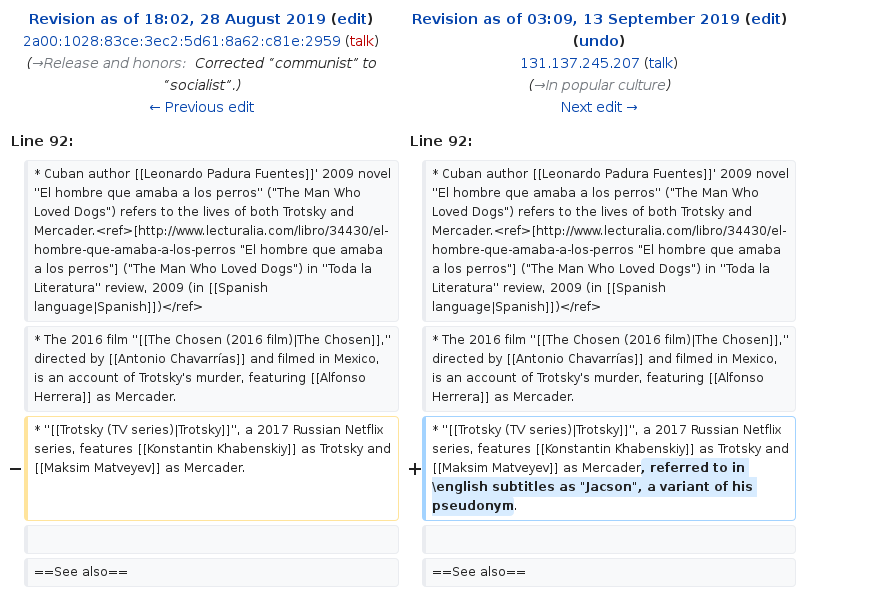 Revision as of 18:02, 28 August 2019 (edit)
2a00:1028:83ce:3ec2:5d61:8a62:c81e:2959 (talk)
(→Release and honors: Corrected “communist” to
“socialist”.)
← Previous edit
Revision as of 03:09, 13 September 2019 (edit)
(undo)
131.137.245.207 (talk)
(→In popular culture)
Next edit →
Line 92:
Line 92:
* Cuban author [[Leonardo Padura Fuentes]]' 2009 novel
''El hombre que amaba a los perros'' ("The Man Who
Loved Dogs") refers to the lives of both Trotsky and
Mercader.<ref>[http://www.lecturalia.com/libro/34430/el-
hombre-que-amaba-a-los-perros "El hombre que amaba
a los perros"] ("The Man Who Loved Dogs") in ''Toda la
Literatura'' review, 2009 (in [[Spanish
language|Spanish]])</ref>
* Cuban author [[Leonardo Padura Fuentes]]' 2009 novel
''El hombre que amaba a los perros'' ("The Man Who
Loved Dogs") refers to the lives of both Trotsky and
Mercader.<ref>[http://www.lecturalia.com/libro/34430/el-
hombre-que-amaba-a-los-perros "El hombre que amaba
a los perros"] ("The Man Who Loved Dogs") in ''Toda la
Literatura'' review, 2009 (in [[Spanish
language|Spanish]])</ref>
* The 2016 film ''[[The Chosen (2016 film)|The Chosen]],''
directed by [[Antonio Chavarrías]] and filmed in Mexico,
is an account of Trotsky's murder, featuring [[Alfonso
Herrera]] as Mercader.
* The 2016 film ''[[The Chosen (2016 film)|The Chosen]],''
directed by [[Antonio Chavarrías]] and filmed in Mexico,
is an account of Trotsky's murder, featuring [[Alfonso
Herrera]] as Mercader.
− * ''[[Trotsky (TV series)|Trotsky]]'', a 2017 Russian Netflix
series, features [[Konstantin Khabenskiy]] as Trotsky and
[[Maksim Matveyev]] as Mercader.
+ * ''[[Trotsky (TV series)|Trotsky]]'', a 2017 Russian Netflix
series, features [[Konstantin Khabenskiy]] as Trotsky and
[[Maksim Matveyev]] as Mercader, referred to in
\english subtitles as "Jacson", a variant of his
pseudonym.
==See also==
==See also==